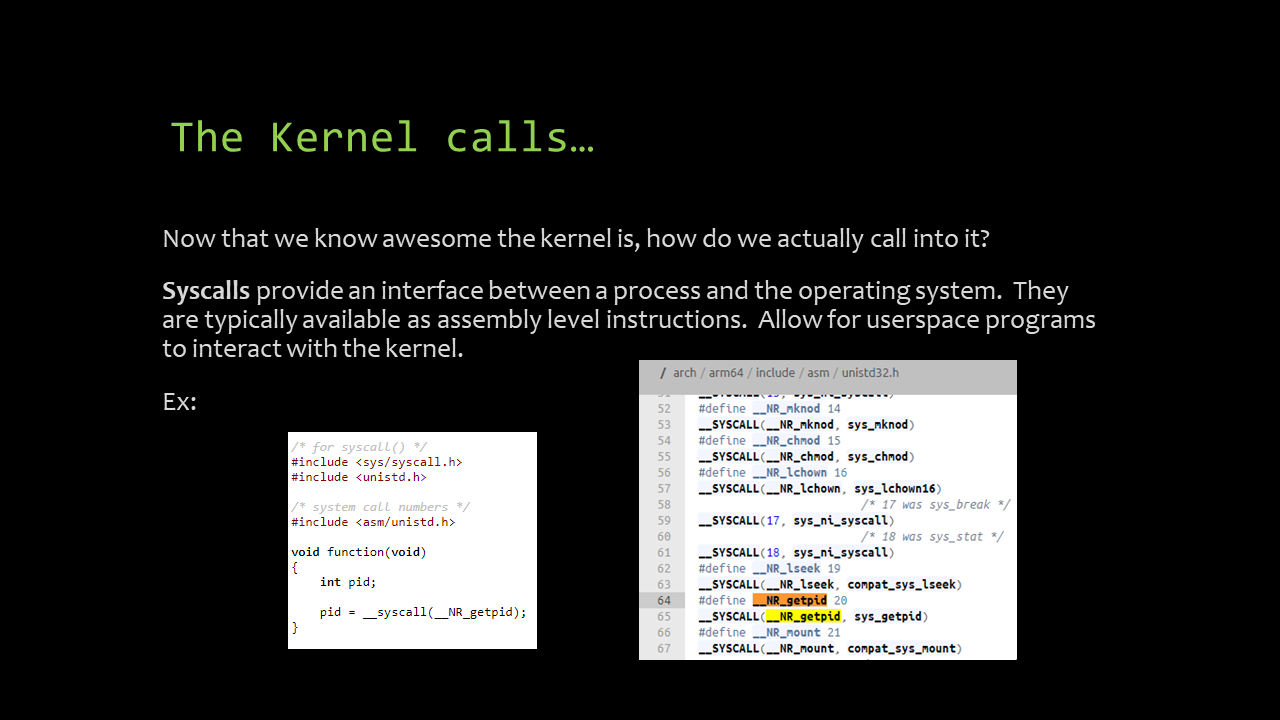 The Kernel calls…
Now that we know awesome the kernel is, how do we actually call into it?
Syscalls provide an interface between a process and the operating system.  They
are typically available as assembly level instructions.  Allow for userspace programs
to interact with the kernel.
Ex:
/* for syscall() */
#include <sys/syscall.h>
#include <unistd.h>
/* system call numbers */
#include <asm/unistd.h>
void function(void)
{
    int pid;
    pid = __syscall(__NR_getpid);
}
/ arch / arm64 / include / asm / unistd32.h
52 #define __NR_mknod 14
53 __SYSCALL(__NR_mknod, sys_mknod)
54 #define __NR_chmod 15
55 __SYSCALL(__NR_chmod, sys_chmod)
56 #define __NR_lchown 16
57 __SYSCALL(__NR_lchown, sys_lchown16)
58 /* 17 was sys_break */
59 __SYSCALL(17, sys_ni_syscall)
60 /* 18 was sys_stat */
61 __SYSCALL(18, sys_ni_syscall)
62 #define __NR_lseek 19
63 __SYSCALL(__NR_lseek, compat_sys_lseek)
64 #define __NR_getpid 20
65 __SYSCALL(__NR_getpid, sys_getpid)
66 #define __NR_mount 21
67 __SYSCALL(__NR_mount, compat_sys_mount)